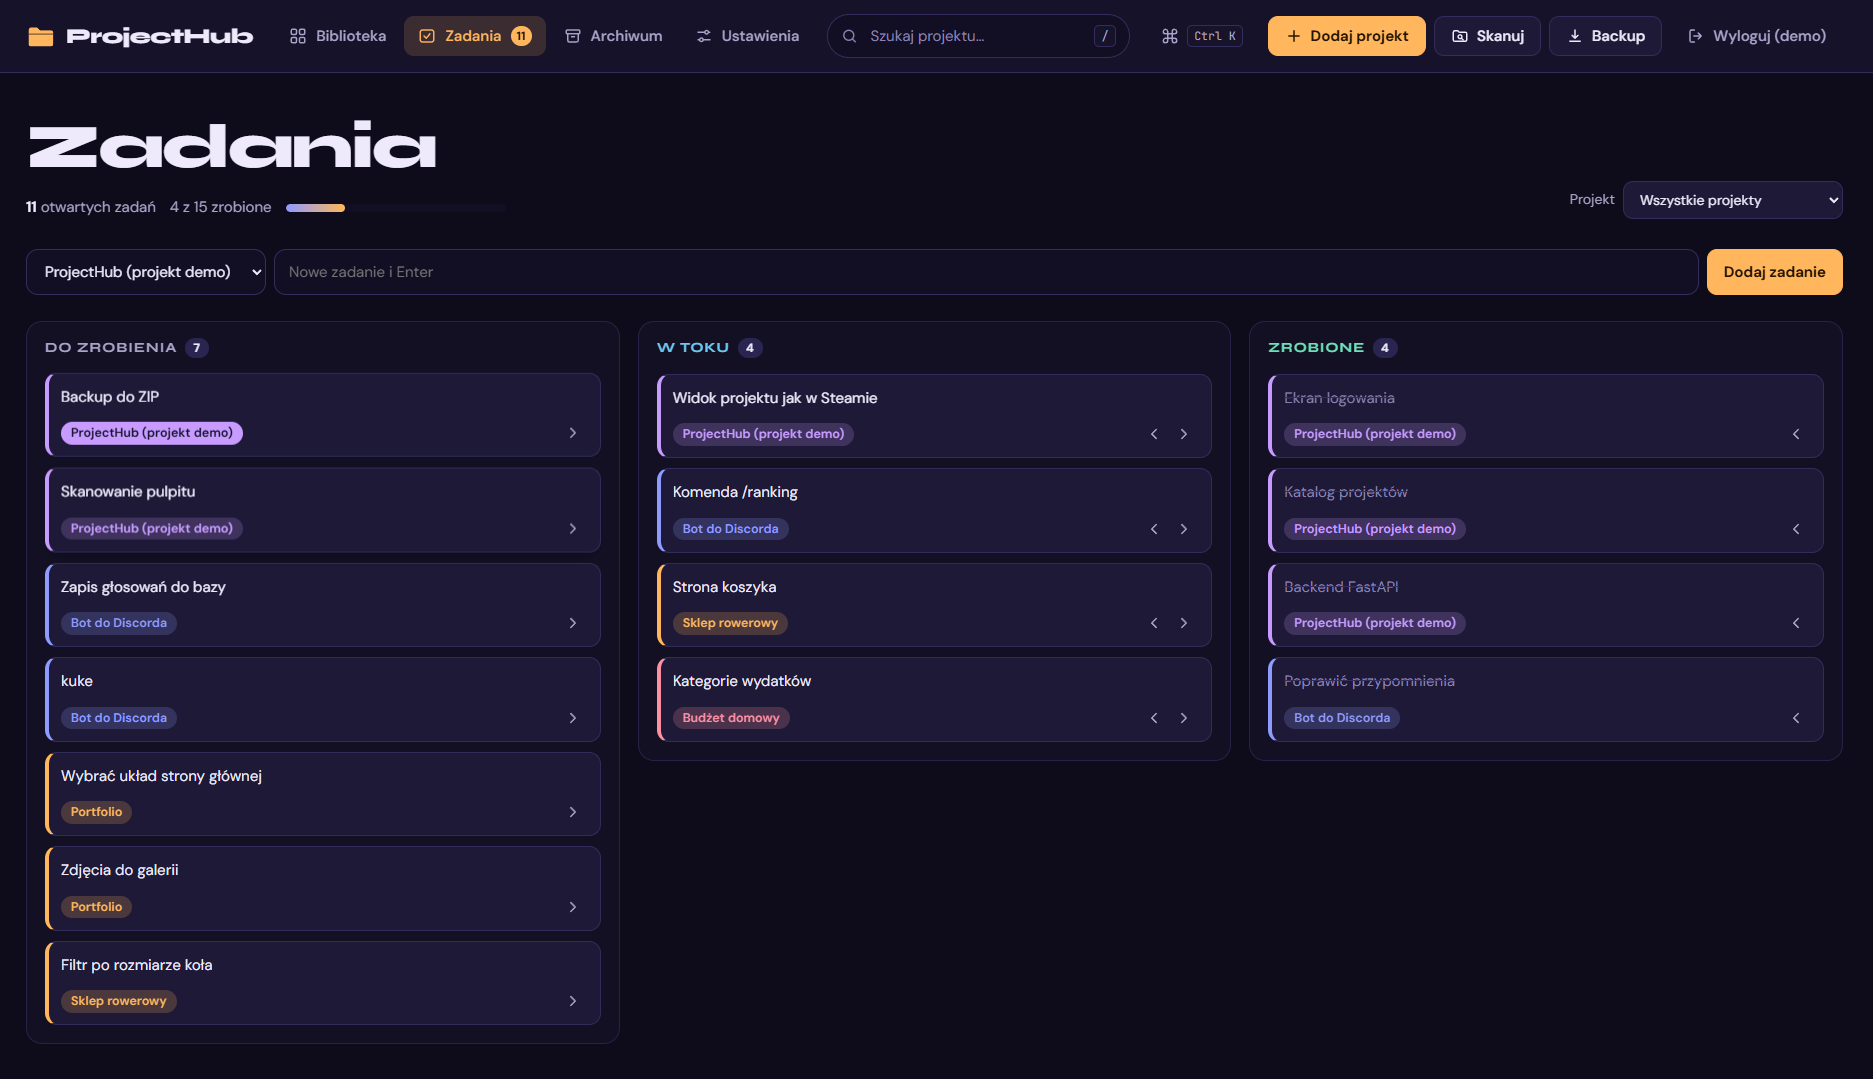 ProjectHub
Biblioteka
Zadania 11
Archiwum
Ustawienia
Szukaj projektu... /
⌘ Ctrl K
+ Dodaj projekt
Skanuj
Backup
Wyloguj (demo)
Zadania
11 otwartych zadań 4 z 15 zrobione
Projekt Wszystkie projekty
ProjectHub (projekt demo)
Nowe zadanie i Enter
Dodaj zadanie
DO ZROBIENIA 7
Backup do ZIP
ProjectHub (projekt demo)
Skanowanie pulpitu
ProjectHub (projekt demo)
Zapis głosowań do bazy
Bot do Discorda
kuke
Bot do Discorda
Wybrać układ strony głównej
Portfolio
Zdjęcia do galerii
Portfolio
Filtr po rozmiarze koła
Sklep rowerowy
W TOKU 4
Widok projektu jak w Steamie
ProjectHub (projekt demo)
Komenda /ranking
Bot do Discorda
Strona koszyka
Sklep rowerowy
Kategorie wydatków
Budżet domowy
ZROBIONE 4
Ekran logowania
ProjectHub (projekt demo)
Katalog projektów
ProjectHub (projekt demo)
Backend FastAPI
ProjectHub (projekt demo)
Poprawić przypomnienia
Bot do Discorda